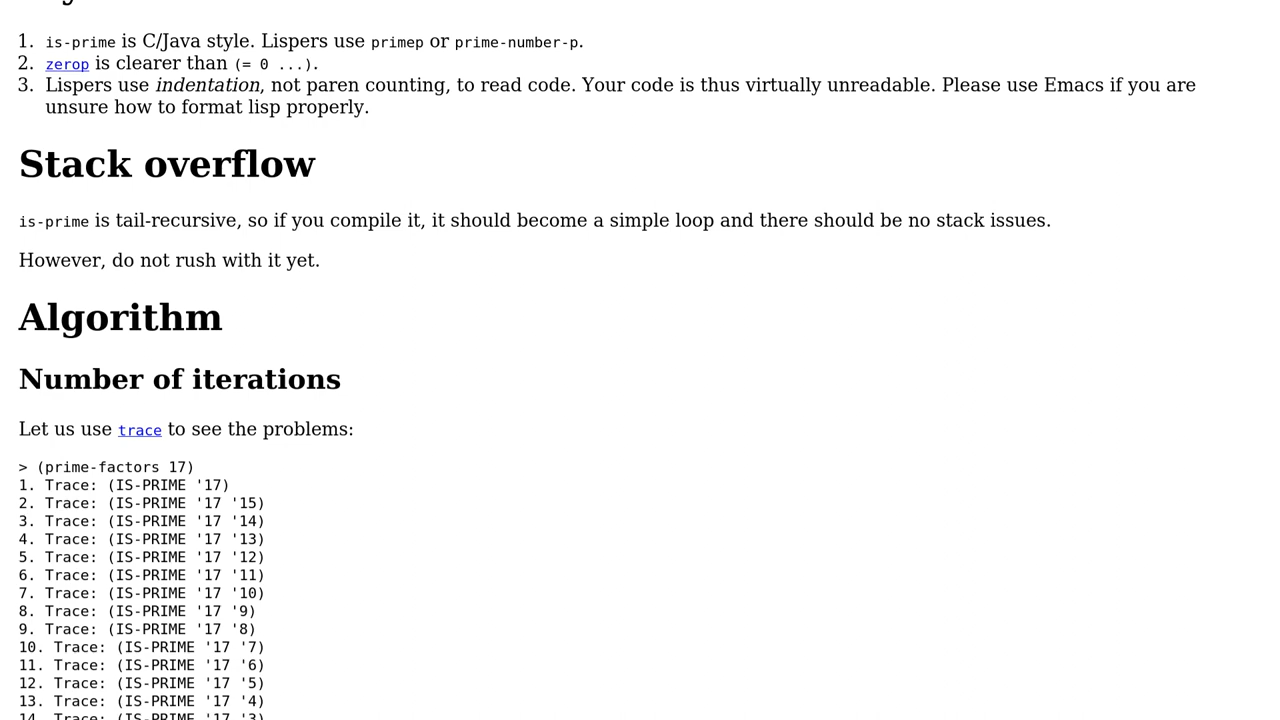 1. is-prime is C/Java style. Lispers use primep or prime-number-p.
2. zerop is clearer than (= 0 ...).
3. Lispers use indentation, not paren counting, to read code. Your code is thus virtually unreadable. Please use Emacs if you are
unsure how to format lisp properly.
Stack overflow
is-prime is tail-recursive, so if you compile it, it should become a simple loop and there should be no stack issues.
However, do not rush with it yet.
Algorithm
Number of iterations
Let us use trace to see the problems:
> (prime-factors 17)
1. Trace: (IS-PRIME '17)
2. Trace: (IS-PRIME '17 '15)
3. Trace: (IS-PRIME '17 '14)
4. Trace: (IS-PRIME '17 '13)
5. Trace: (IS-PRIME '17 '12)
6. Trace: (IS-PRIME '17 '11)
7. Trace: (IS-PRIME '17 '10)
8. Trace: (IS-PRIME '17 '9)
9. Trace: (IS-PRIME '17 '8)
10. Trace: (IS-PRIME '17 '7)
11. Trace: (IS-PRIME '17 '6)
12. Trace: (IS-PRIME '17 '5)
13. Trace: (IS-PRIME '17 '4)
14. Trace: (IS-PRIME '17 '3)